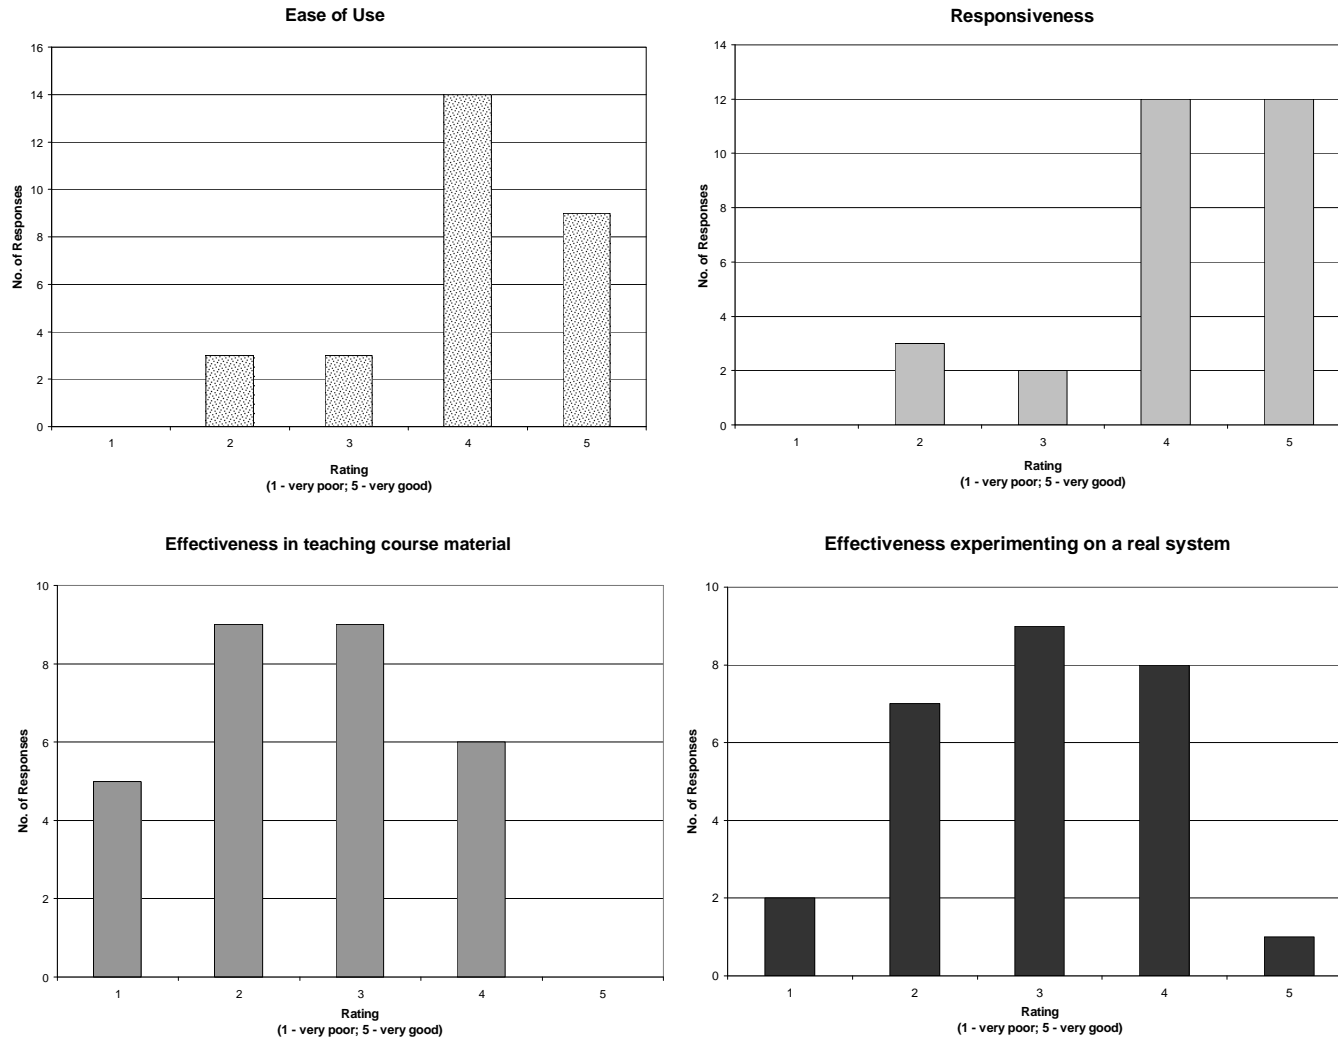 Ease of Use
16
14
12
10
8
6
4
2
0
No. of Responses
1 2 3 4 5
Rating
(1 - very poor; 5 - very good)
Responsiveness
14
12
10
8
6
4
2
0
No. of Responses
1 2 3 4 5
Rating
(1 - very poor; 5 - very good)
Effectiveness in teaching course material
10
8
6
4
2
0
No. of Responses
1 2 3 4 5
Rating
(1 - very poor; 5 - very good)
Effectiveness experimenting on a real system
10
8
6
4
2
0
No. of Responses
1 2 3 4 5
Rating
(1 - very poor; 5 - very good)